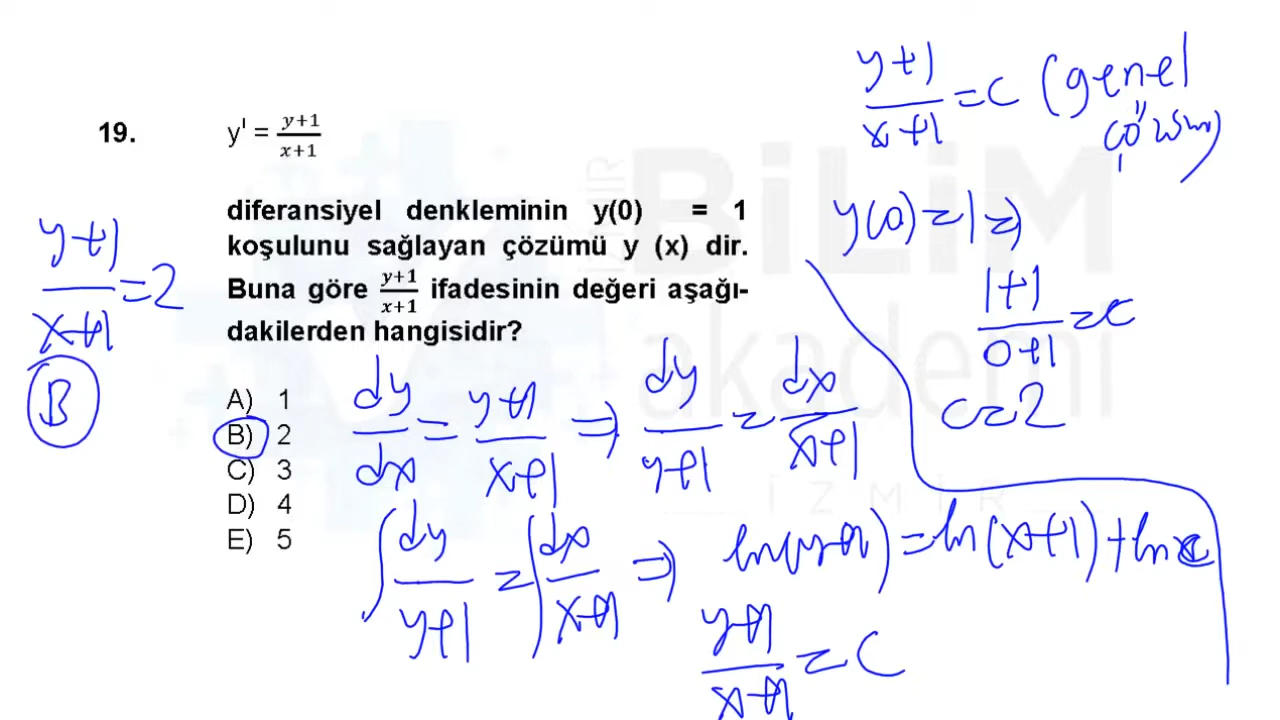 19. y' = y+1/x+1
diferansiyel denkleminin y(0) = 1
koşulunu sağlayan çözümü y (x) dir.
Buna göre y+1/x+1 ifadesinin değeri aşağı-
dakilerden hangisidir?
A) 1
B) 2
C) 3
D) 4
E) 5
y+1/x+1 = 2
B
dy/dx = y+1/x+1 ⇒ dy/y+1 = dx/x+1
∫ dy/y+1 = ∫ dx/x+1 ⇒ ln(y+1) = ln(x+1) + ln c
y+1/x+1 = C
y+1/x+1 = C (genel
çözüm)
y(0) = 1 ⇒
1+1/0+1 = C
C = 2
İZMİR
BİLİM
akademi
İZMİR